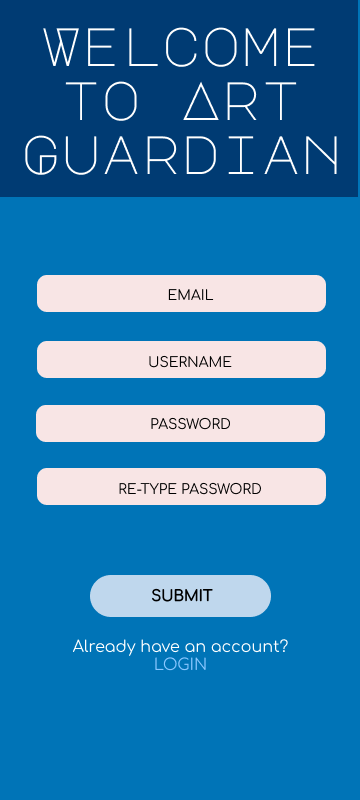 WELCOME
TO ART
GUARDIAN
EMAIL
USERNAME
PASSWORD
RE-TYPE PASSWORD
SUBMIT
Already have an account?
LOGIN